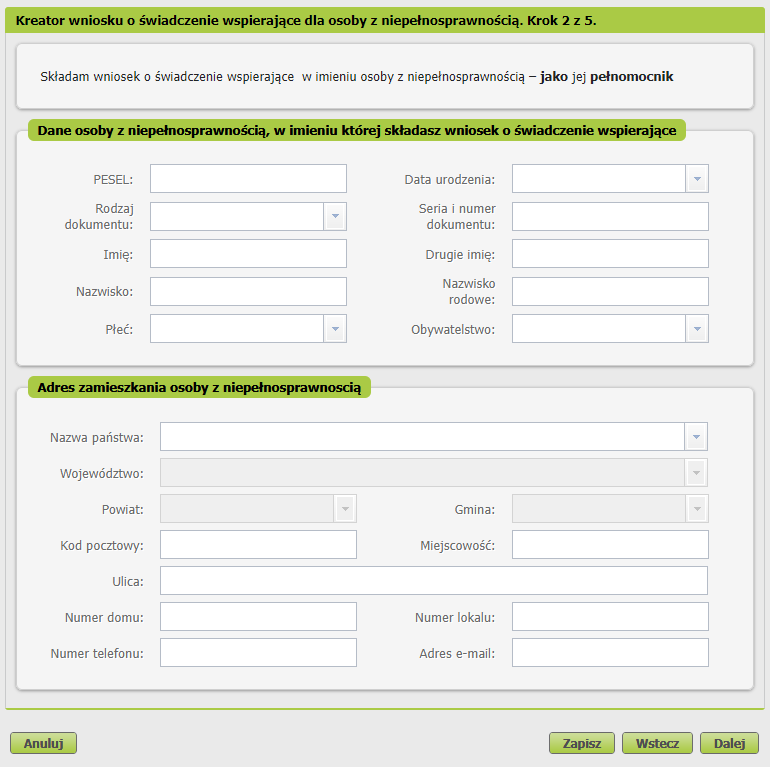 Kreator wniosku o świadczenie wspierające dla osoby z niepełnosprawnością. Krok 2 z 5.
Składam wniosek o świadczenie wspierające w imieniu osoby z niepełnosprawnością – jako jej pełnomocnik
Dane osoby z niepełnosprawnością, w imieniu której składasz wniosek o świadczenie wspierające
PESEL: Data urodzenia:
Rodzaj dokumentu: Seria i numer dokumentu:
Imię: Drugie imię:
Nazwisko: Nazwisko rodowe:
Płeć: Obywatelstwo:
Adres zamieszkania osoby z niepełnosprawnoscią
Nazwa państwa:
Województwo:
Powiat: Gmina:
Kod pocztowy: Miejscowość:
Ulica:
Numer domu: Numer lokalu:
Numer telefonu: Adres e-mail:
Anuluj Zapisz Wstecz Dalej